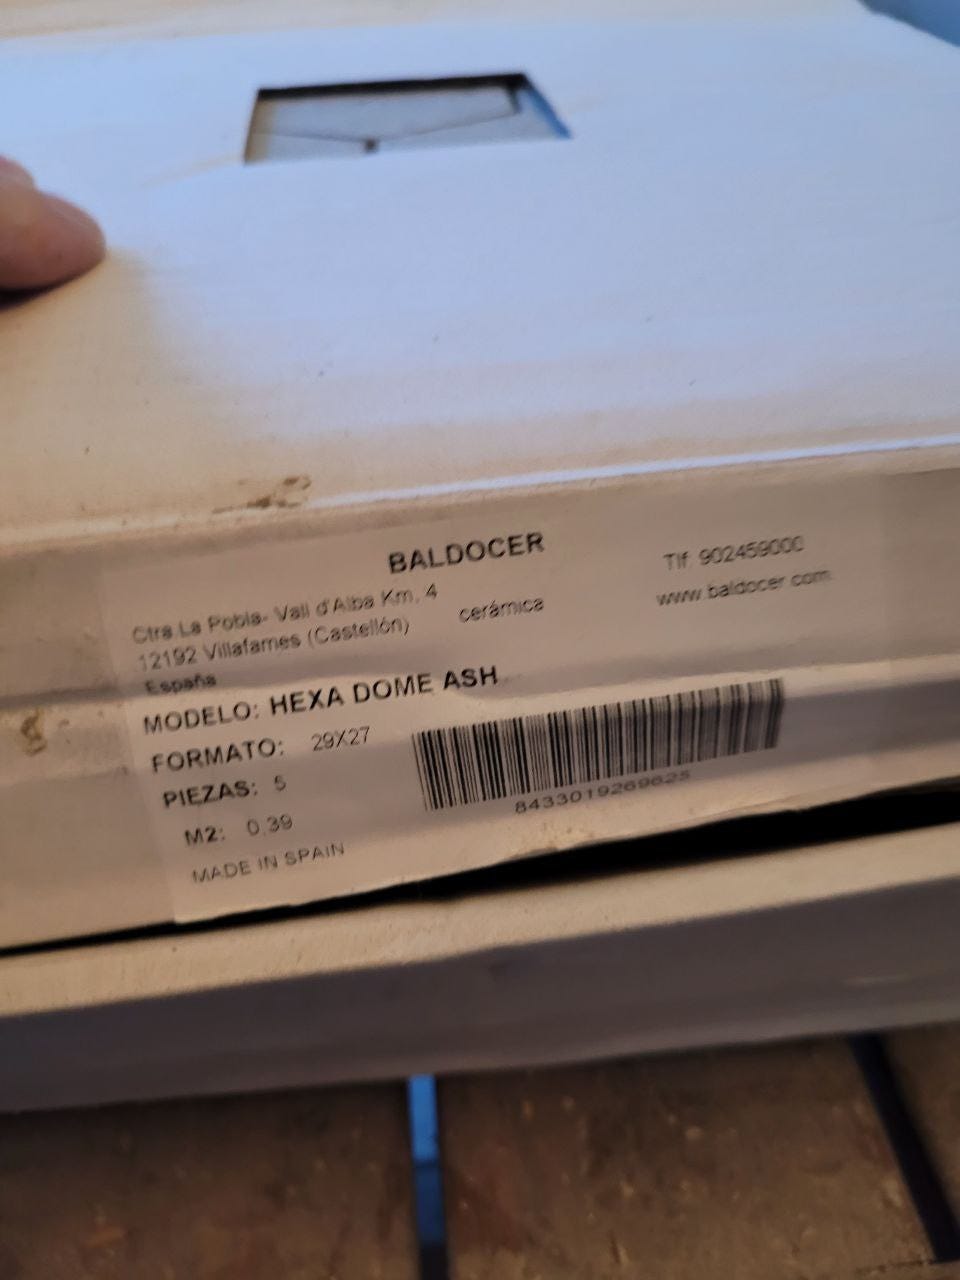 BALDOCER
cerámica
Ctra La Pobla- Vall d'Alba Km. 4
12192 Villafames (Castellón)
España
Tlf: 902459000
www.baldocer.com
MODELO: HEXA DOME ASH
FORMATO: 29X27
PIEZAS: 5
M2: 0.39
MADE IN SPAIN
8433019269625